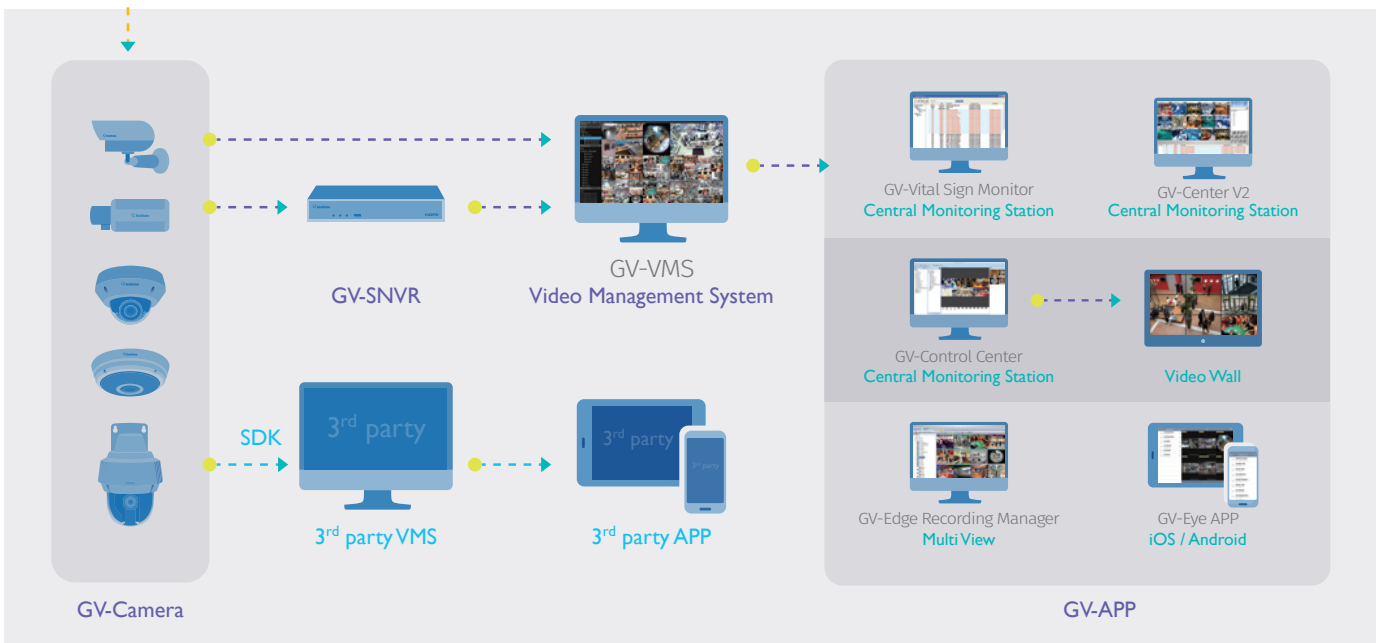 GV-Vital Sign Monitor
Central Monitoring Station
GV-Center V2
Central Monitoring Station
GV-SNVR
GV-VMS
Video Management System
GV-Control Center
Central Monitoring Station
Video Wall
SDK
3rd party
3rd party
3rd party
3rd party VMS
3rd party APP
GV-Edge Recording Manager
Multi View
GV-Eye APP
iOS / Android
GV-Camera
GV-APP